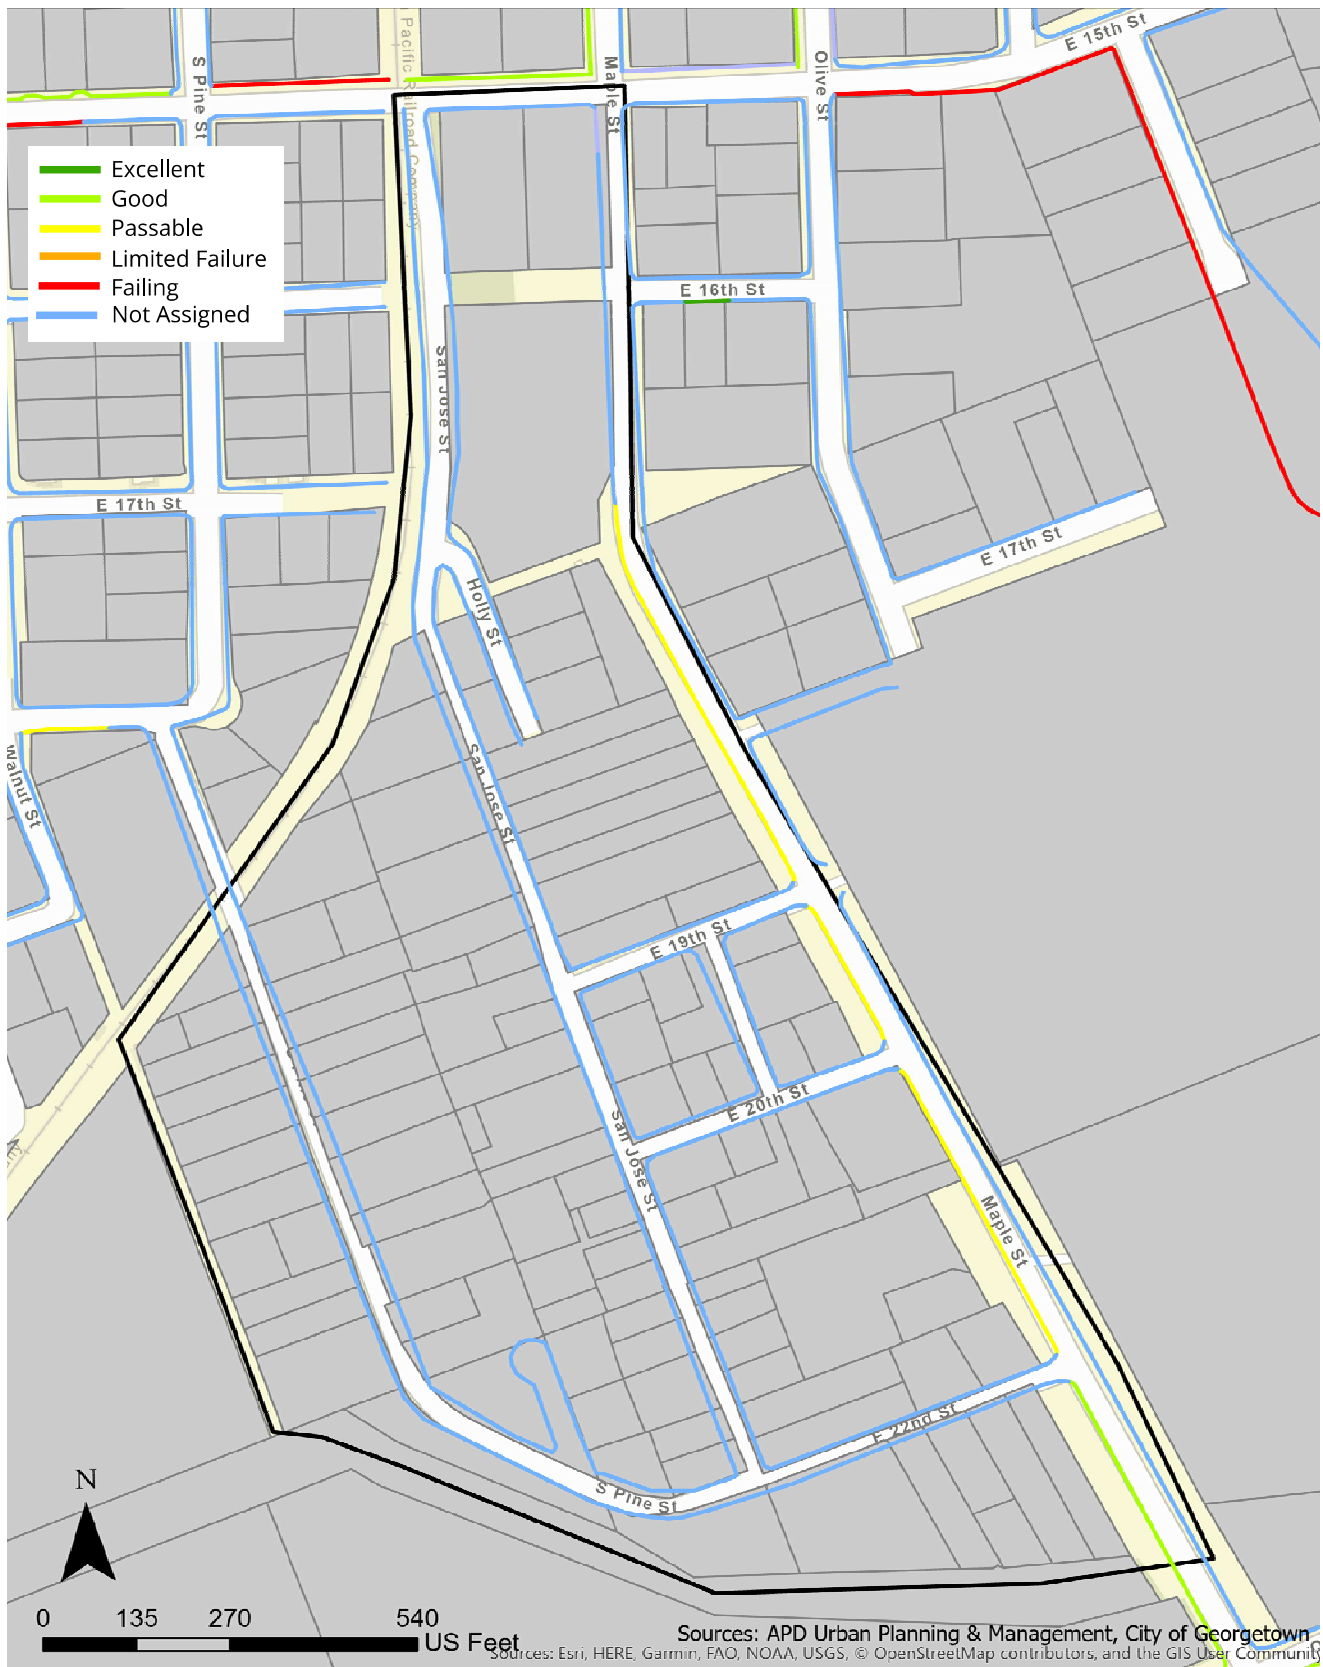 E 15th St
S Pine St
Pacific Railroad Company
Maple St
Olive St
Excellent
Good
Passable
Limited Failure
Failing
Not Assigned
E 16th St
San Jose St
E 17th St
E 17th St
Holly St
Walnut St
San Jose St
E 19th St
E 20th St
San Jose St
Maple St
E 22nd St
S Pine St
N
0 135 270 540
US Feet
Sources: APD Urban Planning & Management, City of Georgetown
Sources: Esri, HERE, Garmin, FAO, NOAA, USGS, © OpenStreetMap contributors, and the GIS User Community